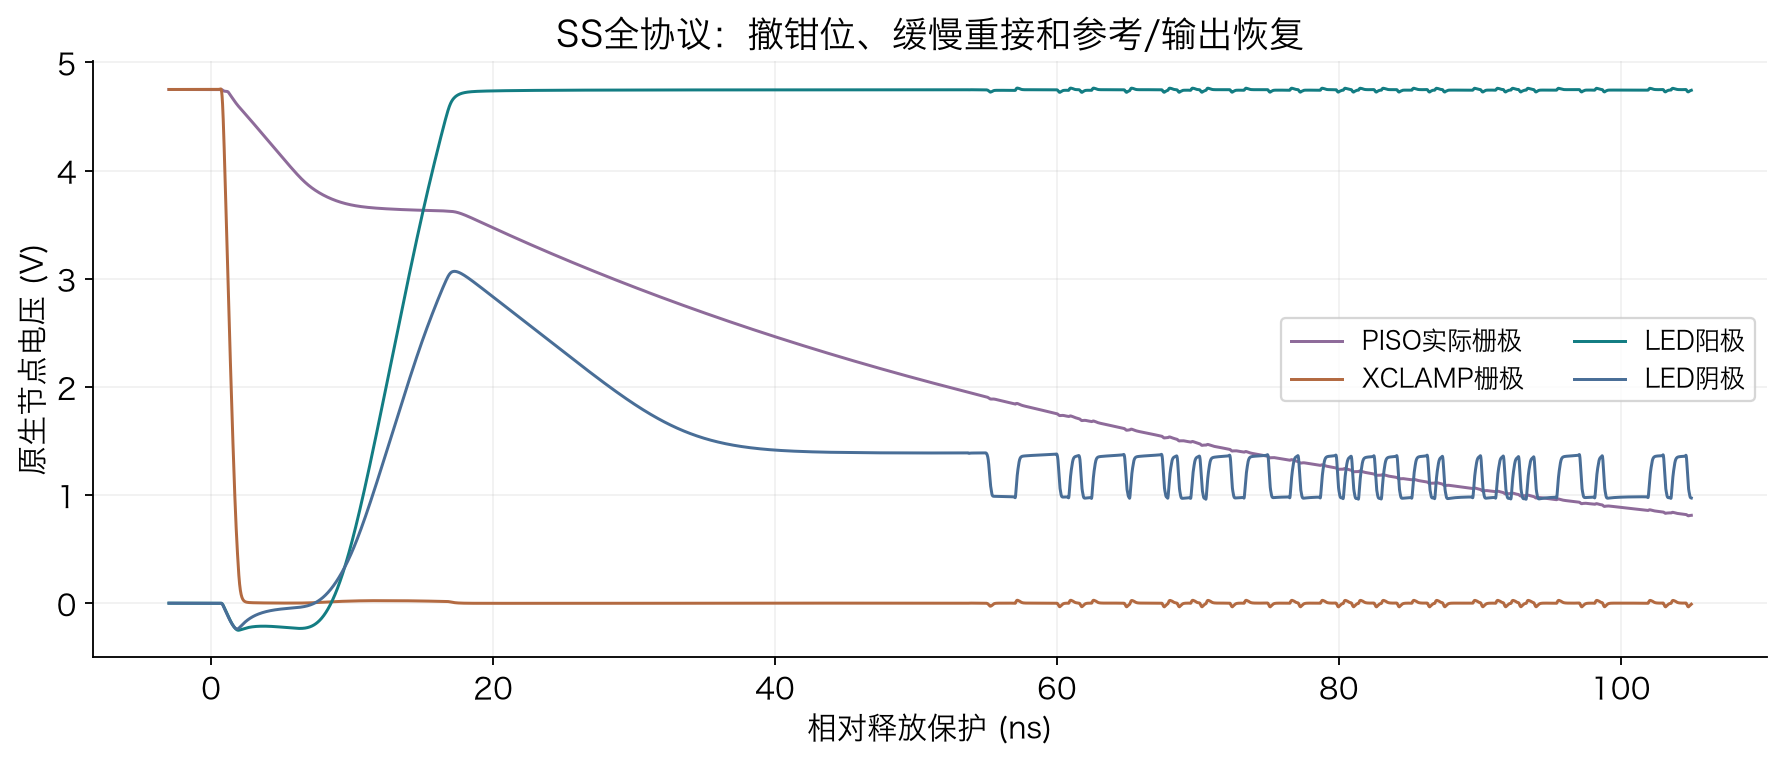 SS全协议：撤钳位、缓慢重接和参考/输出恢复
原生节点电压 (V)
5
4
3
2
1
0
PISO实际栅极
XCLAMP栅极
LED阳极
LED阴极
0 20 40 60 80 100
相对释放保护 (ns)